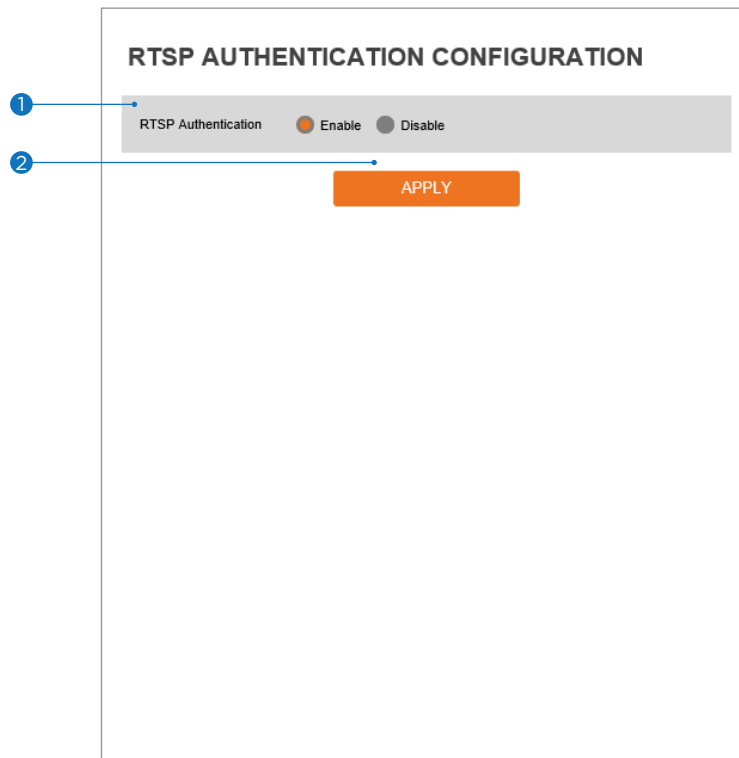 RTSP AUTHENTICATION CONFIGURATION
1
RTSP Authentication Enable Disable
2
APPLY